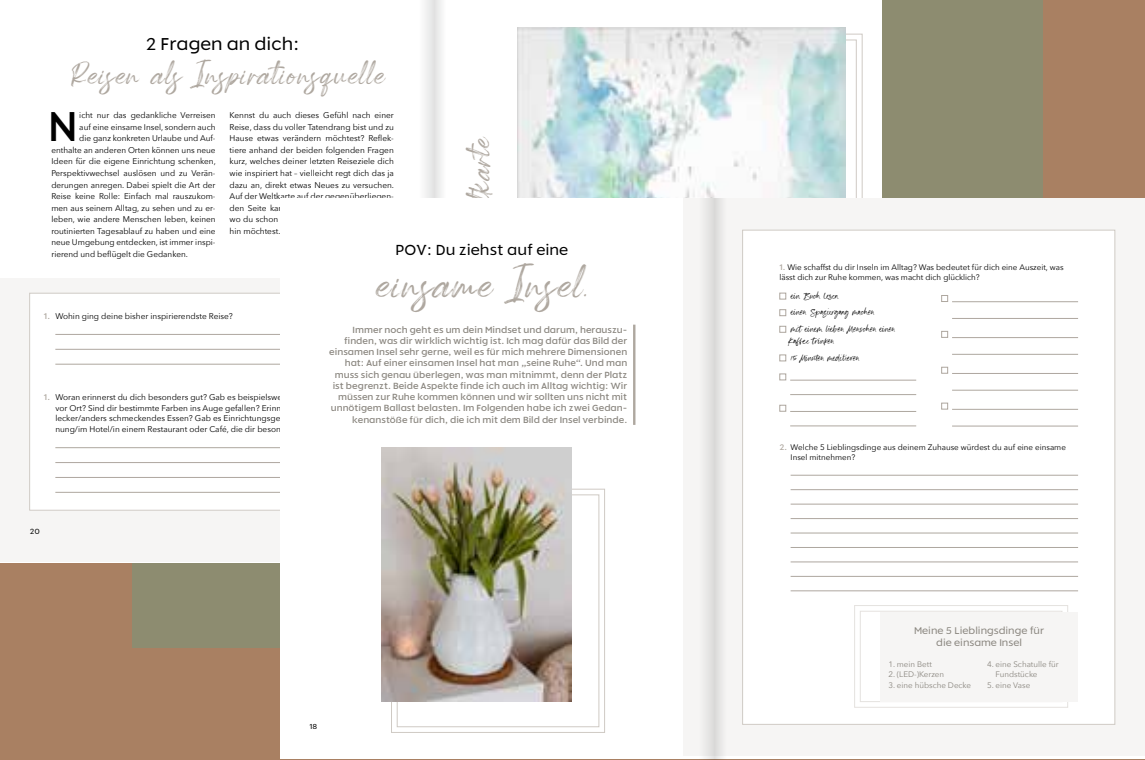 2 Fragen an dich:
Reisen als Inspirationsquelle
Nicht nur das gedankliche Verreisen
auf eine einsame Insel, sondern auch
die ganz konkreten Urlaube und Auf-
enthalte an anderen Orten können uns neue
Ideen für die eigene Einrichtung schenken,
Perspektivwechsel auslösen und zu Verän-
derungen anregen. Dabei spielt die Art der
Reise keine Rolle: Einfach mal rauszukom-
men aus seinem Alltag, zu sehen und zu er-
leben, wie andere Menschen leben, keinen
routinierten Tagesablauf zu haben und eine
neue Umgebung entdecken, ist immer inspi-
rierend und beflügelt die Gedanken.
Kennst du auch dieses Gefühl nach einer
Reise, dass du voller Tatendrang bist und zu
Hause etwas verändern möchtest? Reflek-
tiere anhand der beiden folgenden Fragen
kurz, welches deiner letzten Reiseziele dich
wie inspiriert hat - vielleicht regt dich das ja
dazu an, direkt etwas Neues zu versuchen.
Auf der Weltkarte auf der gegenüberliegen-
den Seite
wo du schon
hin möchtest.
tkarte
1. Wohin ging deine bisher inspirierendste Reise?
1. Woran erinnerst du dich besonders gut? Gab es beispielswe
vor Ort? Sind dir bestimmte Farben ins Auge gefallen? Erinn
lecker/anders schmeckendes Essen? Gab es Einrichtungsge
nung/im Hotel/in einem Restaurant oder Café, die dir beson
20
POV: Du ziehst auf eine
einsame Insel.
Immer noch geht es um dein Mindset und darum, herauszu-
finden, was dir wirklich wichtig ist. Ich mag dafür das Bild der
einsamen Insel sehr gerne, weil es für mich mehrere Dimensionen
hat: Auf einer einsamen Insel hat man „seine Ruhe“. Und man
muss sich genau überlegen, was man mitnimmt, denn der Platz
ist begrenzt. Beide Aspekte finde ich auch im Alltag wichtig: Wir
müssen zur Ruhe kommen können und wir sollten uns nicht mit
unnötigem Ballast belasten. Im Folgenden habe ich zwei Gedan-
kenanstöße für dich, die ich mit dem Bild der Insel verbinde.
18
1. Wie schaffst du dir Inseln im Alltag? Was bedeutet für dich eine Auszeit, was
lässt dich zur Ruhe kommen, was macht dich glücklich?
ein Buch lesen
einen Spaziergang machen
mit einem lieben Menschen einen
Kaffee trinken
15 Minuten meditieren
2. Welche 5 Lieblingsdinge aus deinem Zuhause würdest du auf eine einsame
Insel mitnehmen?
Meine 5 Lieblingsdinge für
die einsame Insel
1. mein Bett
2. (LED-)Kerzen
3. eine hübsche Decke
4. eine Schatulle für
Fundstücke
5. eine Vase